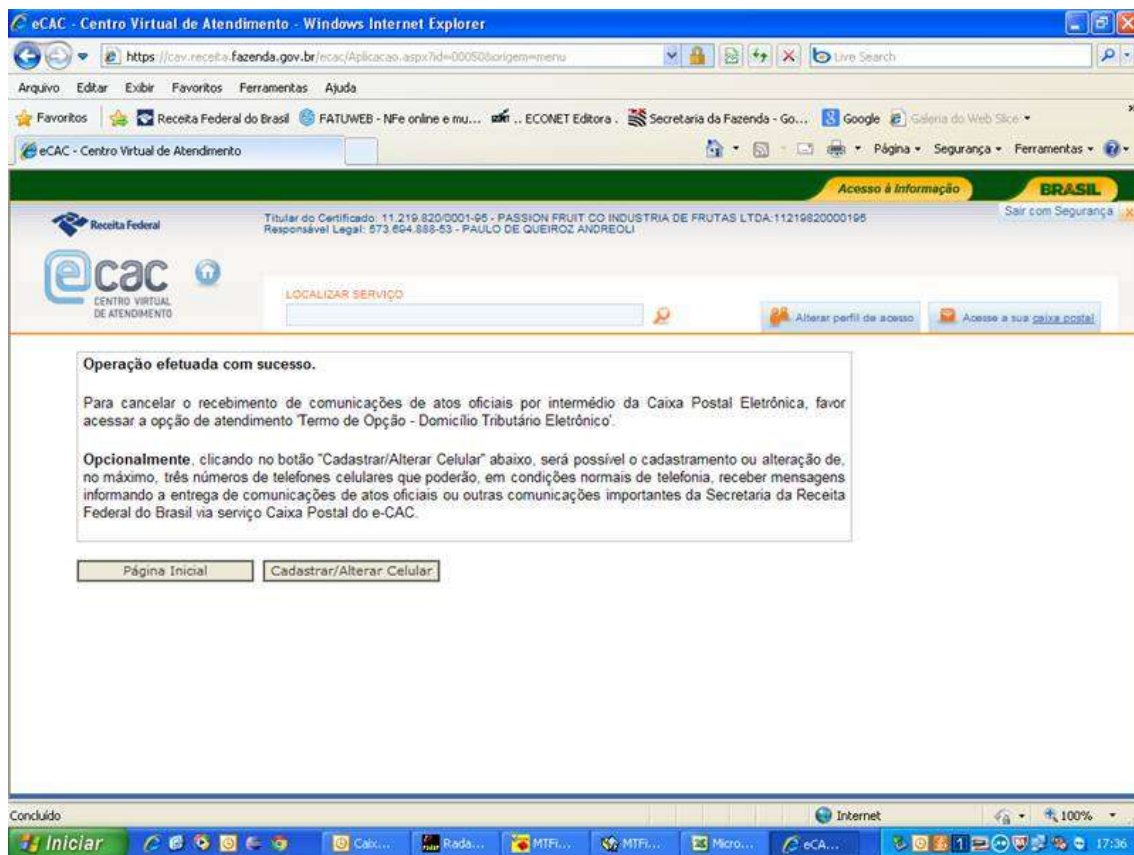 eCAC - Centro Virtual de Atendimento - Windows Internet Explorer
https://cav.receita.fazenda.gov.br/ecac/Aplicacao.aspx?id=00050&origem=menu
Live Search
Arquivo Editar Exibir Favoritos Ferramentas Ajuda
Favoritos Receita Federal do Brasil FATUWEB - NFe online e mu... .. ECONET Editora . Secretaria da Fazenda - Go... Google Galeria do Web Slice
eCAC - Centro Virtual de Atendimento Página Segurança Ferramentas
Acesso à Informação BRASIL
Receita Federal
Titular do Certificado: 11.219.820/0001-95 - PASSION FRUIT CO INDUSTRIA DE FRUTAS LTDA:11219820000195
Responsável Legal: 573.694.888-53 - PAULO DE QUEIROZ ANDREOLI
Sair com Segurança
ecac
CENTRO VIRTUAL
DE ATENDIMENTO
LOCALIZAR SERVIÇO
Alterar perfil de acesso Acesse a sua caixa postal
Operação efetuada com sucesso.
Para cancelar o recebimento de comunicações de atos oficiais por intermédio da Caixa Postal Eletrônica, favor
acessar a opção de atendimento 'Termo de Opção - Domicílio Tributário Eletrônico'.
Opcionalmente, clicando no botão "Cadastrar/Alterar Celular" abaixo, será possível o cadastramento ou alteração de,
no máximo, três números de telefones celulares que poderão, em condições normais de telefonia, receber mensagens
informando a entrega de comunicações de atos oficiais ou outras comunicações importantes da Secretaria da Receita
Federal do Brasil via serviço Caixa Postal do e-CAC.
Página Inicial Cadastrar/Alterar Celular
Concluído Internet 100%
Iniciar Caix... Rada... MTFi... MTFi... Micro... eCA... 17:36